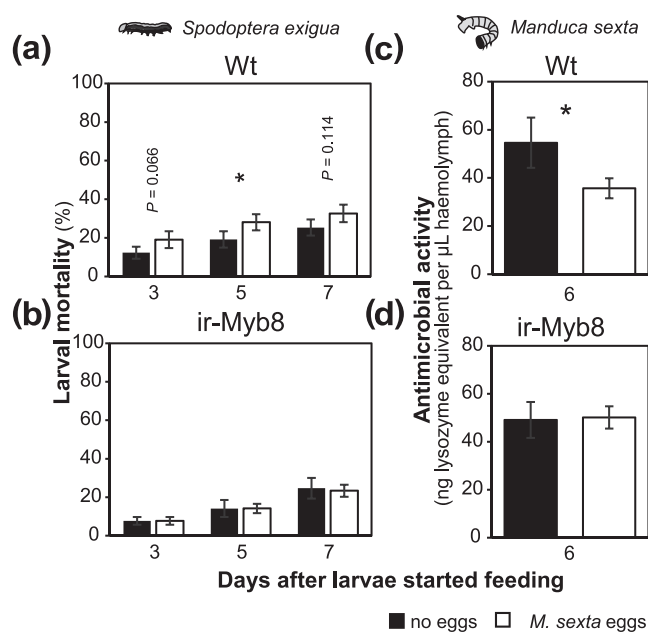 Spodoptera exigua
(a)
Wt
Larval mortality (%)
100
80
60
40
20
0
P = 0.066
*
P = 0.114
3
5
7
(b)
ir-Myb8
100
80
60
40
20
0
3
5
7
Manduca sexta
(c)
Wt
Antimicrobial activity
(ng lysozyme equivalent per µL haemolymph)
80
60
40
20
0
*
6
(d)
ir-Myb8
80
60
40
20
0
6
Days after larvae started feeding
no eggs
M. sexta eggs